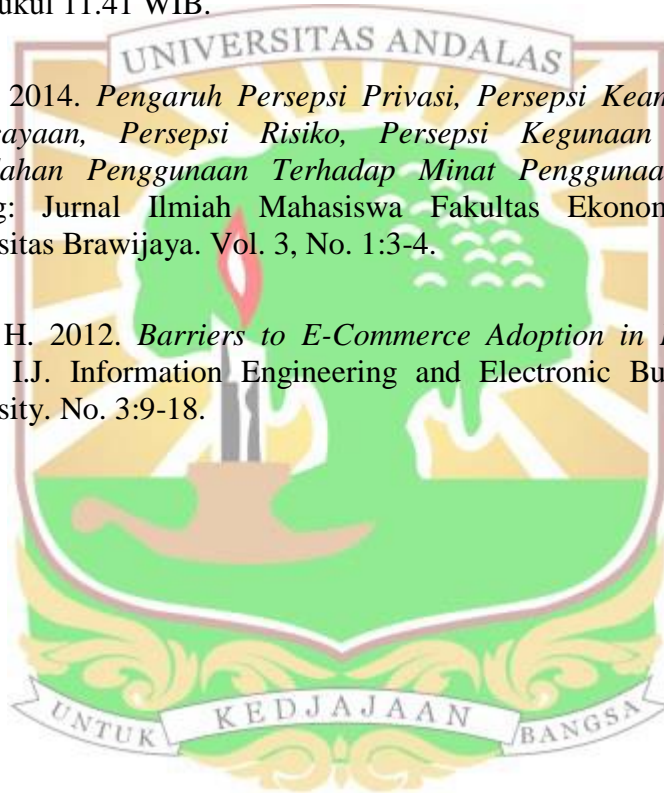 ukul 11.41 WIB.
UNIVERSITAS ANDALAS
2014. Pengaruh Persepsi Privasi, Persepsi Kean
ayaan, Persepsi Risiko, Persepsi Kegunaan
lahan Penggunaan Terhadap Minat Penggunaa
g: Jurnal Ilmiah Mahasiswa Fakultas Ekonom
sitas Brawijaya. Vol. 3, No. 1:3-4.
H. 2012. Barriers to E-Commerce Adoption in
I.J. Information Engineering and Electronic Bu
sity. No. 3:9-18.
UNTUK KEDJAJAAN BANGSA